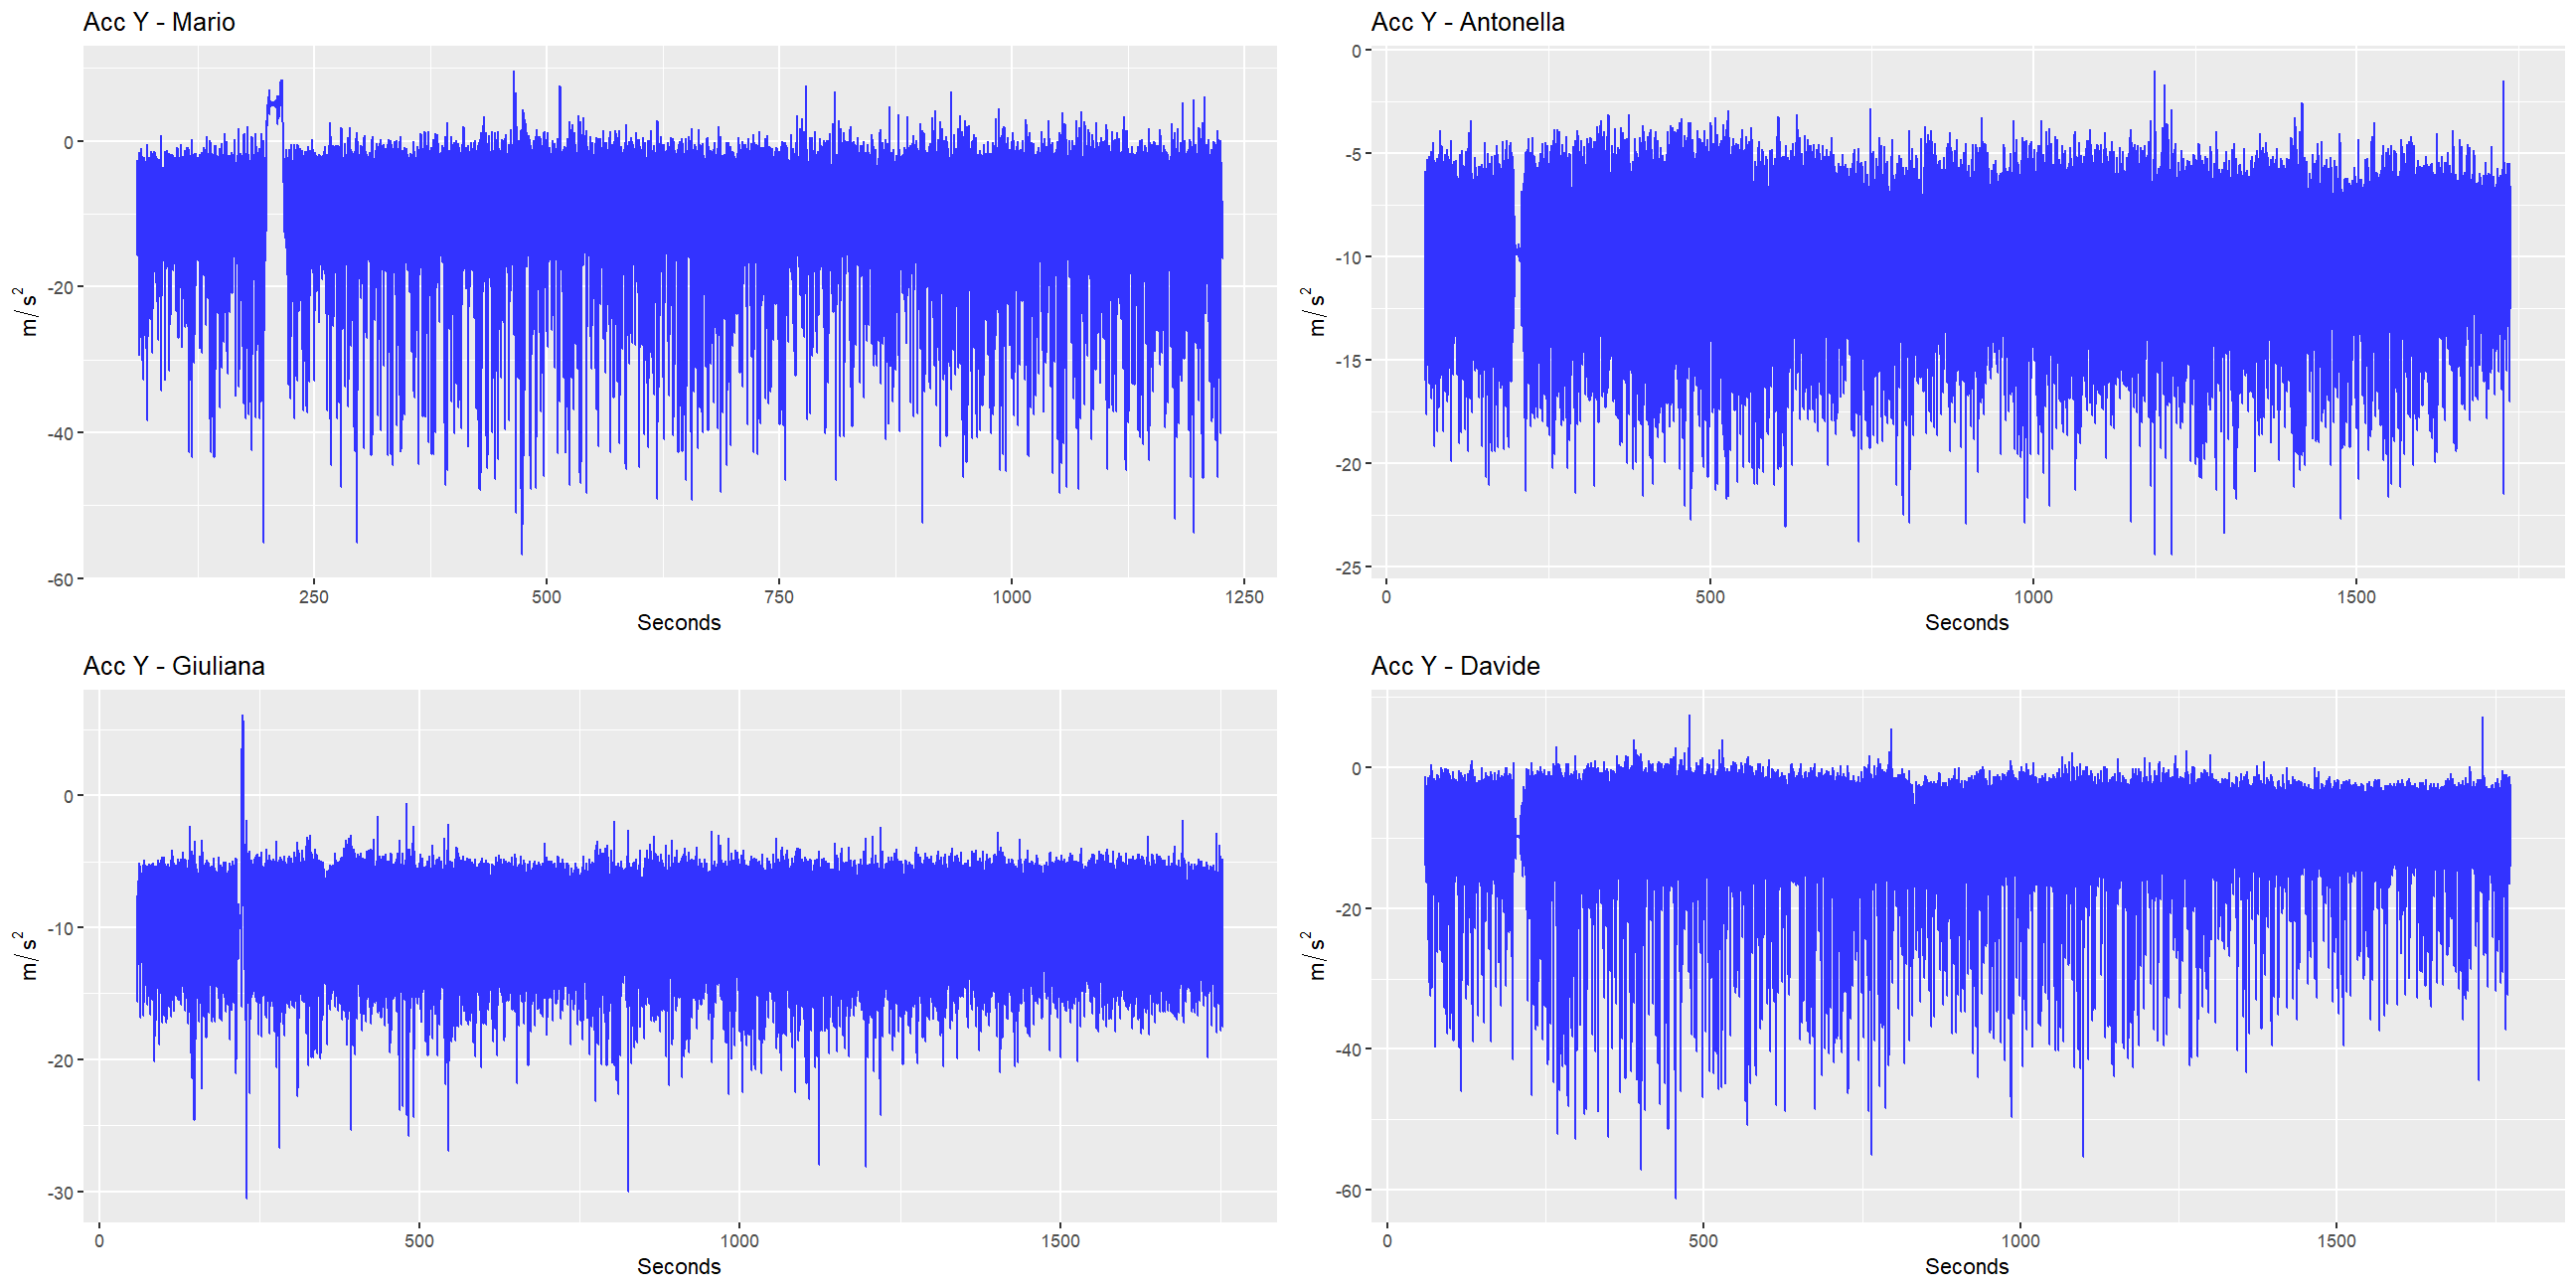 Acc Y - Mario
0
-20
-40
-60
m/s²
250 500 750 1000 1250
Seconds
Acc Y - Antonella
0
-5
-10
-15
-20
-25
m/s²
0 500 1000 1500
Seconds
Acc Y - Giuliana
0
-10
-20
-30
m/s²
0 500 1000 1500
Seconds
Acc Y - Davide
0
-20
-40
-60
m/s²
0 500 1000 1500
Seconds